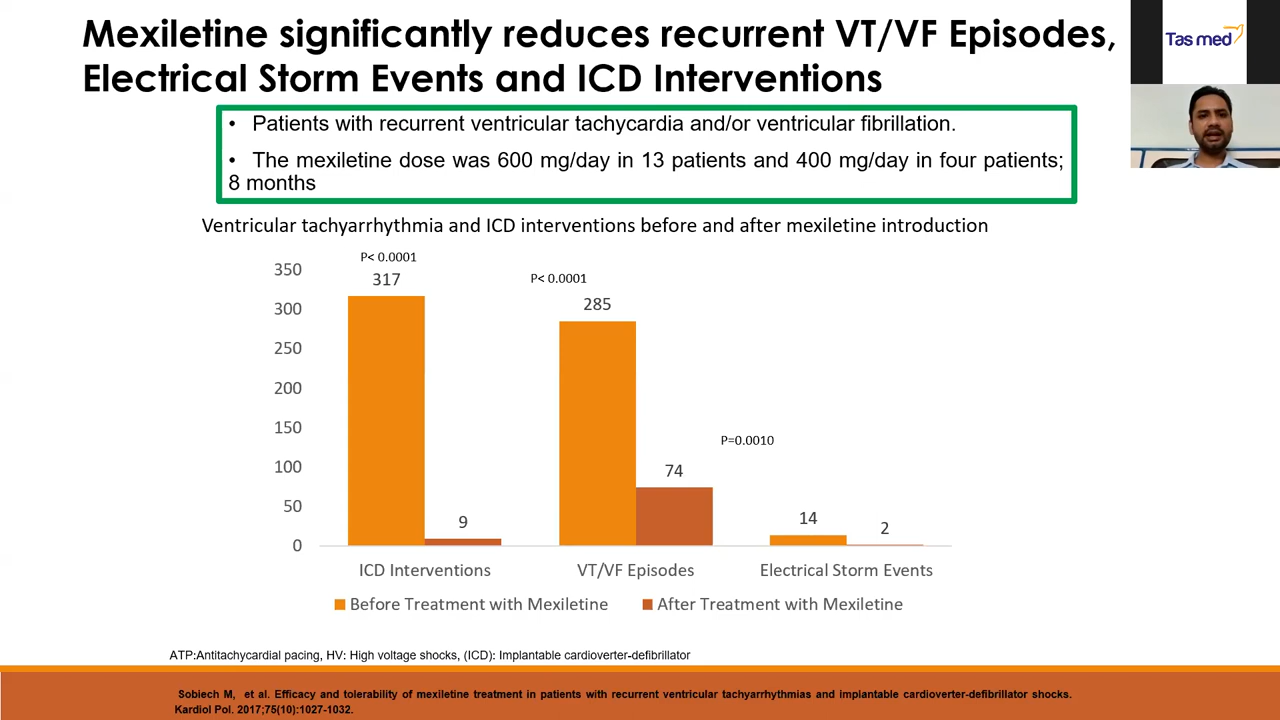 Mexiletine significantly reduces recurrent VT/VF Episodes,
Electrical Storm Events and ICD Interventions
Tas med
• Patients with recurrent ventricular tachycardia and/or ventricular fibrillation.
• The mexiletine dose was 600 mg/day in 13 patients and 400 mg/day in four patients;
8 months
Ventricular tachyarrhythmia and ICD interventions before and after mexiletine introduction
P< 0.0001
350
317
P< 0.0001
285
300
250
200
150
P=0.0010
100
74
50
9
14
2
0
ICD Interventions
VT/VF Episodes
Electrical Storm Events
Before Treatment with Mexiletine
After Treatment with Mexiletine
ATP:Antitachycardial pacing, HV: High voltage shocks, (ICD): Implantable cardioverter-defibrillator
Sobiech M, et al. Efficacy and tolerability of mexiletine treatment in patients with recurrent ventricular tachyarrhythmias and implantable cardioverter-defibrillator shocks.
Kardiol Pol. 2017;75(10):1027-1032.